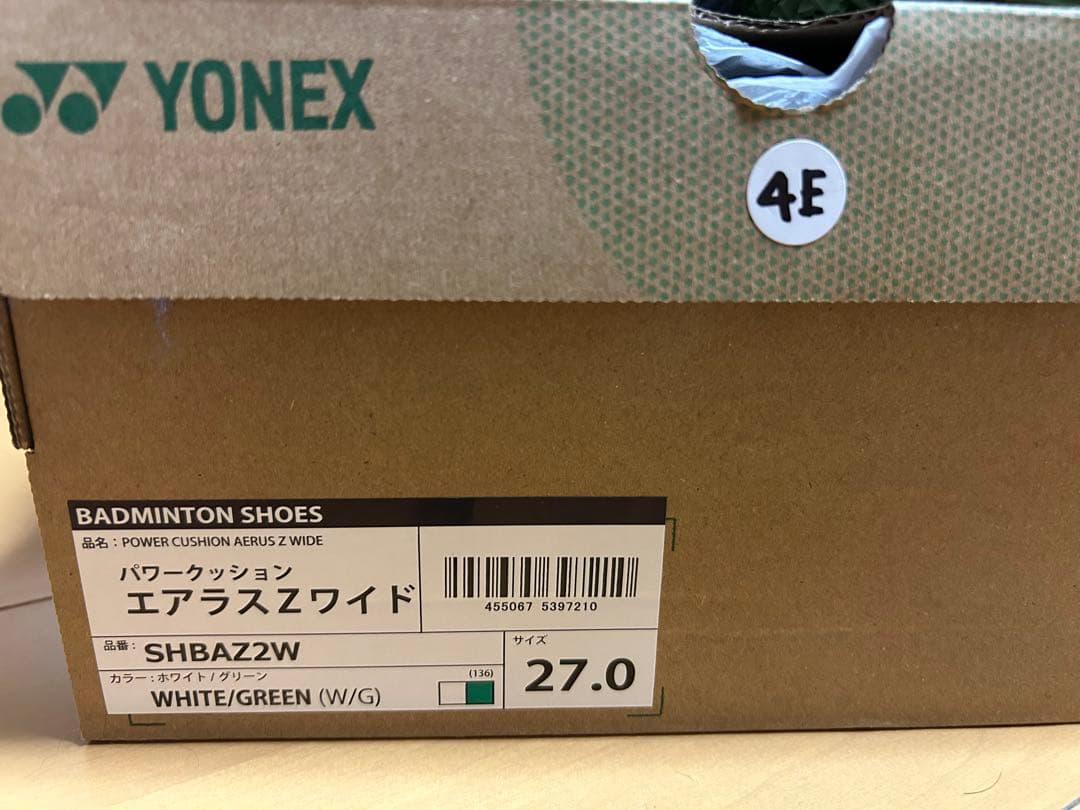 YONEX
4E
BADMINTON SHOES
品名：POWER CUSHION AERUS Z WIDE
パワークッション
エアラスZワイド
455067 5397210
品番： SHBAZ2W
カラー：ホワイト / グリーン
WHITE/GREEN (W/G)
(136)
サイズ
27.0